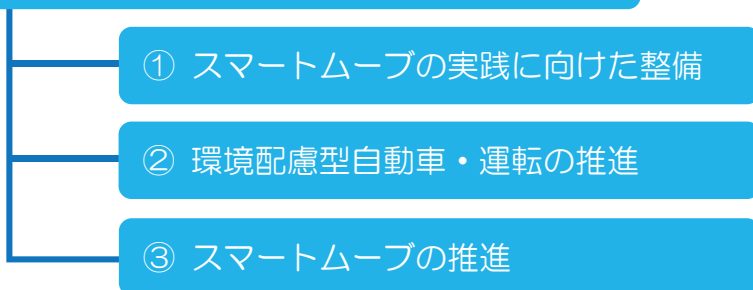 ① スマートムーブの実践に向けた整備
② 環境配慮型自動車・運転の推進
③ スマートムーブの推進